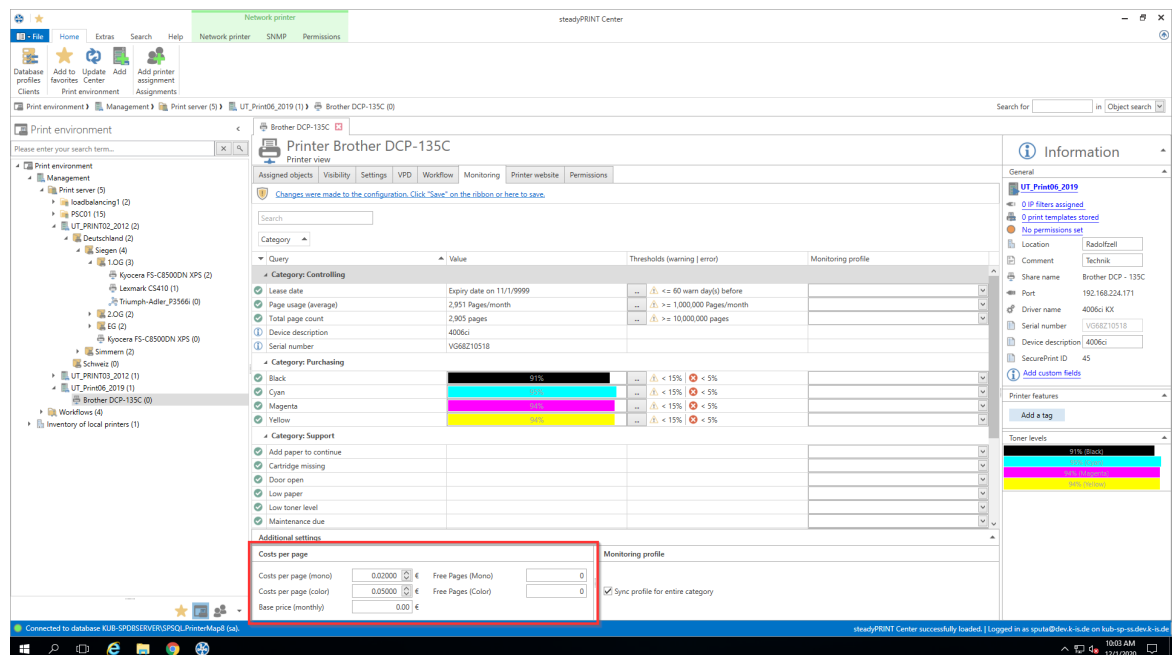 Network printer
steadyPRINT Center
File Home Extras Search Help Network printer SNMP Permissions
Database profiles
Add to favorites
Update Center
Add
Add printer assignment
Clients Print environment Assignments
Print environment Management Print server (5) UT_Print06_2019 (1) Brother DCP-135C (0)
Search for in Object search
Print environment
Please enter your search term...
Print environment
Management
Print server (5)
loadbalancing1 (2)
PSC01 (15)
UT_PRINT02_2012 (2)
Deutschland (2)
Siegen (4)
1.OG (3)
Kyocera FS-C8500DN XPS (2)
Lexmark CS410 (1)
Triumph-Adler_P3566i (0)
2.OG (2)
EG (2)
Kyocera FS-C8500DN XPS (0)
Simmern (2)
Schweiz (0)
UT_PRINT03_2012 (1)
UT_Print06_2019 (1)
Brother DCP-135C (0)
Workflows (4)
Inventory of local printers (1)
Brother DCP-135C
Printer Brother DCP-135C
Printer view
Assigned objects Visibility Settings VPD Workflow Monitoring Printer website Permissions
Changes were made to the configuration. Click "Save" on the ribbon or here to save.
Search
Category
Query Value Thresholds (warning | error) Monitoring profile
Category: Controlling
Lease date Expiry date on 11/1/9999 .. <= 60 warn day(s) before
Page usage (average) 2,951 Pages/month .. >= 1,000,000 Pages/month
Total page count 2,905 pages .. >= 10,000,000 pages
Device description 4006ci
Serial number VG68Z10518
Category: Purchasing
Black 91% .. < 15% < 5%
Cyan .. < 15% < 5%
Magenta 94% .. < 15% < 5%
Yellow 94% .. < 15% < 5%
Category: Support
Add paper to continue
Cartridge missing
Door open
Low paper
Low toner level
Maintenance due
Additional settings
Costs per page
Costs per page (mono) 0.02000 € Free Pages (Mono) 0
Costs per page (color) 0.05000 € Free Pages (Color) 0
Base price (monthly) 0.00 €
Monitoring profile
Sync profile for entire category
Information
General
UT_Print06_2019
0 IP filters assigned
0 print templates stored
No permissions set
Location Radolfzell
Comment Technik
Share name Brother DCP - 135C
Port 192.168.224.171
Driver name 4006ci KX
Serial number VG68Z10518
Device description 4006ci
SecurePrint ID 45
Add custom fields
Printer features
Add a tag
Toner levels
91% (Black)
94% (Magenta)
94% (Yellow)
Connected to database KUB-SPDBSERVER\SPSQL.PrinterMap8 (sa).
steadyPRINT Center successfully loaded. | Logged in as sputa@dev.k-is.de on kub-sp-ss.dev.k-is.de
10:03 AM
12/1/2020